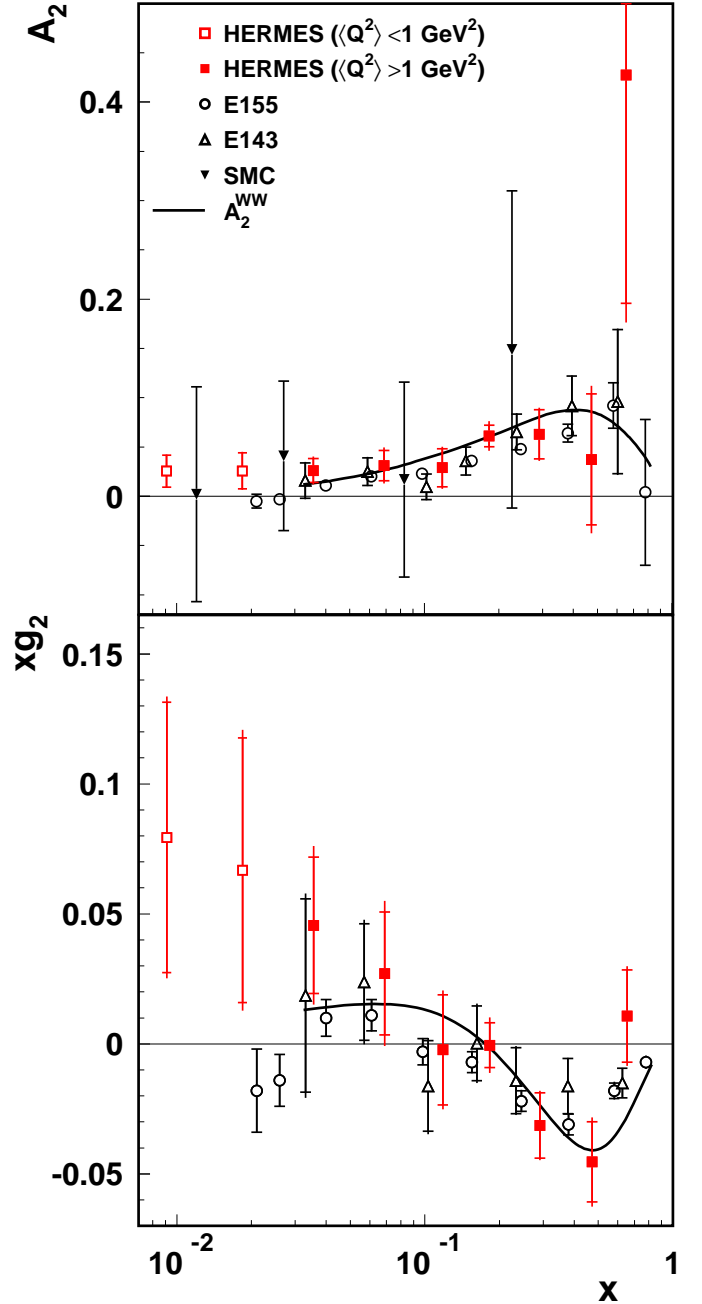 A₂
HERMES (⟨Q²⟩ <1 GeV²)
HERMES (⟨Q²⟩ >1 GeV²)
0.4
E155
E143
SMC
A₂ᵂᵂ
0.2
0
xg₂
0.15
0.1
0.05
0
-0.05
10⁻² 10⁻¹ 1
x